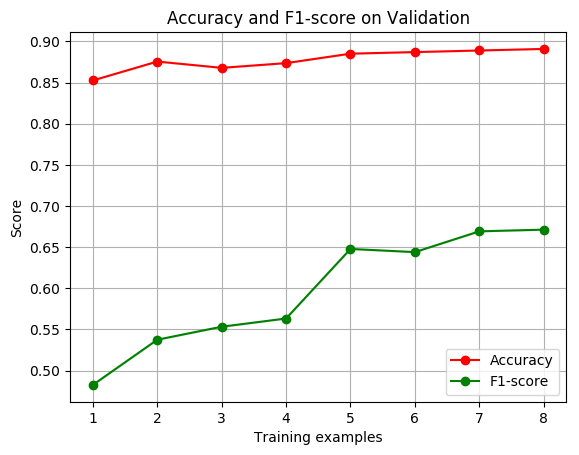 Accuracy and F1-score on Validation
0.90
0.85
0.80
0.75
0.70
0.65
0.60
0.55
0.50
Score
Accuracy
F1-score
1 2 3 4 5 6 7 8
Training examples